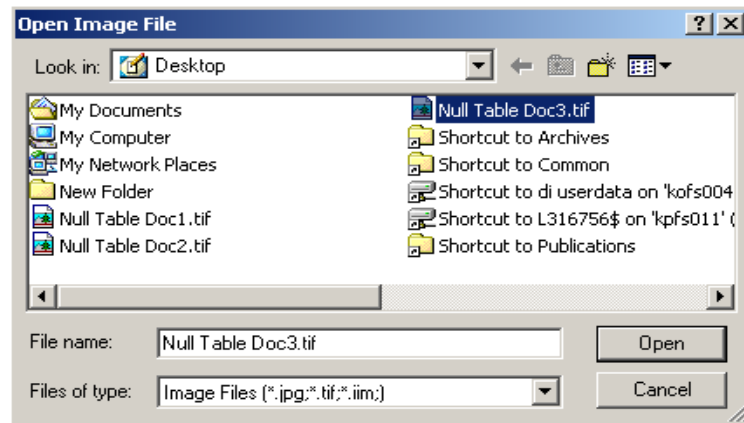 Open Image File
Look in: Desktop
My Documents
My Computer
My Network Places
New Folder
Null Table Doc1.tif
Null Table Doc2.tif
Null Table Doc3.tif
Shortcut to Archives
Shortcut to Common
Shortcut to di userdata on 'kofs004
Shortcut to L316756$ on 'kpfs011' (
Shortcut to Publications
File name: Null Table Doc3.tif Open
Files of type: Image Files (*.jpg;*.tif;*.iim;) Cancel